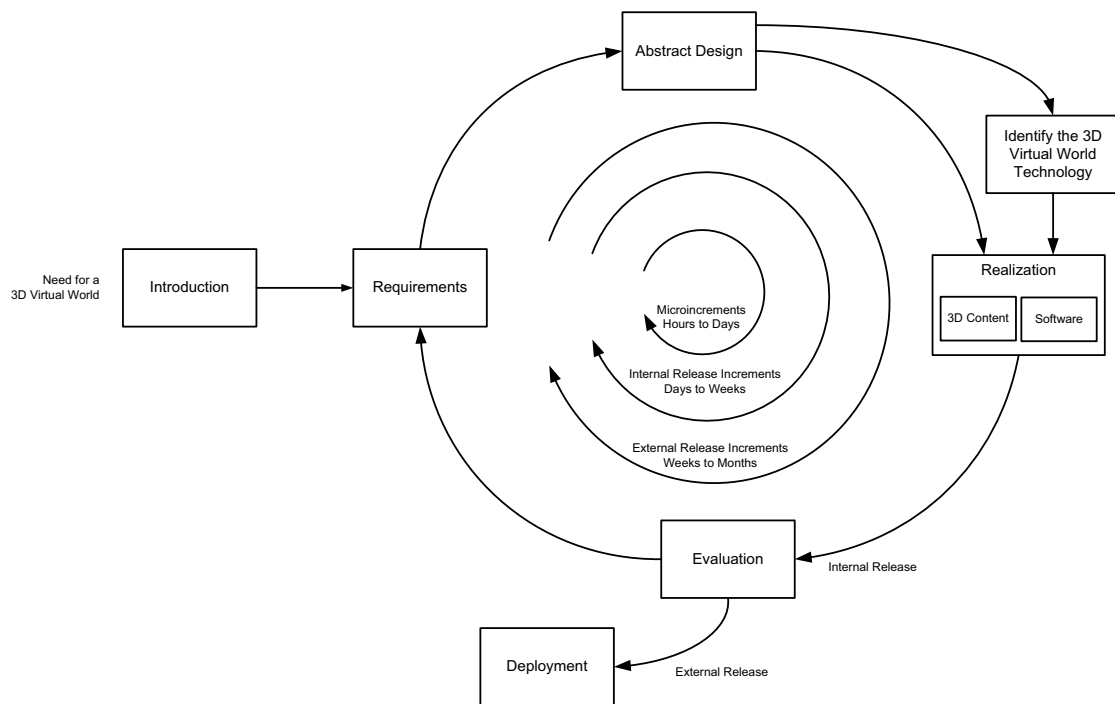 Abstract Design
Identify the 3D
Virtual World
Technology
Need for a
3D Virtual World
Introduction
Requirements
Realization
3D Content
Software
Microincrements
Hours to Days
Internal Release Increments
Days to Weeks
External Release Increments
Weeks to Months
Evaluation
Internal Release
Deployment
External Release